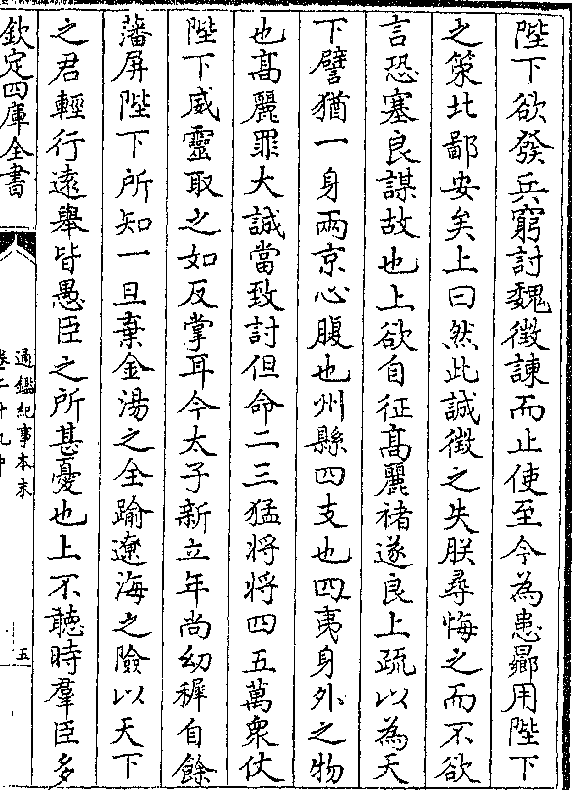 陛下欲發兵窮討魏徵諫而止使至今為患曏用陛下
之策北鄙安矣上曰然此誠徵之失朕尋悔之而不欲
言恐塞良謀故也上欲自征髙麗禇遂良上疏以為天
下譬猶一身兩京心腹也州縣四支也四夷身外之物
也髙麗罪大誠當致討但命二三猛将将四五萬衆仗
陛下威靈取之如反掌耳今太子新立年尚幼穉自餘
藩屏陛下所知一旦棄金湯之全踰遼海之險以天下
之君輕行遠舉皆愚臣之所甚憂也上不聽時羣臣多
欽定四庫全書
通鑑紀事本末
卷二十九中
五